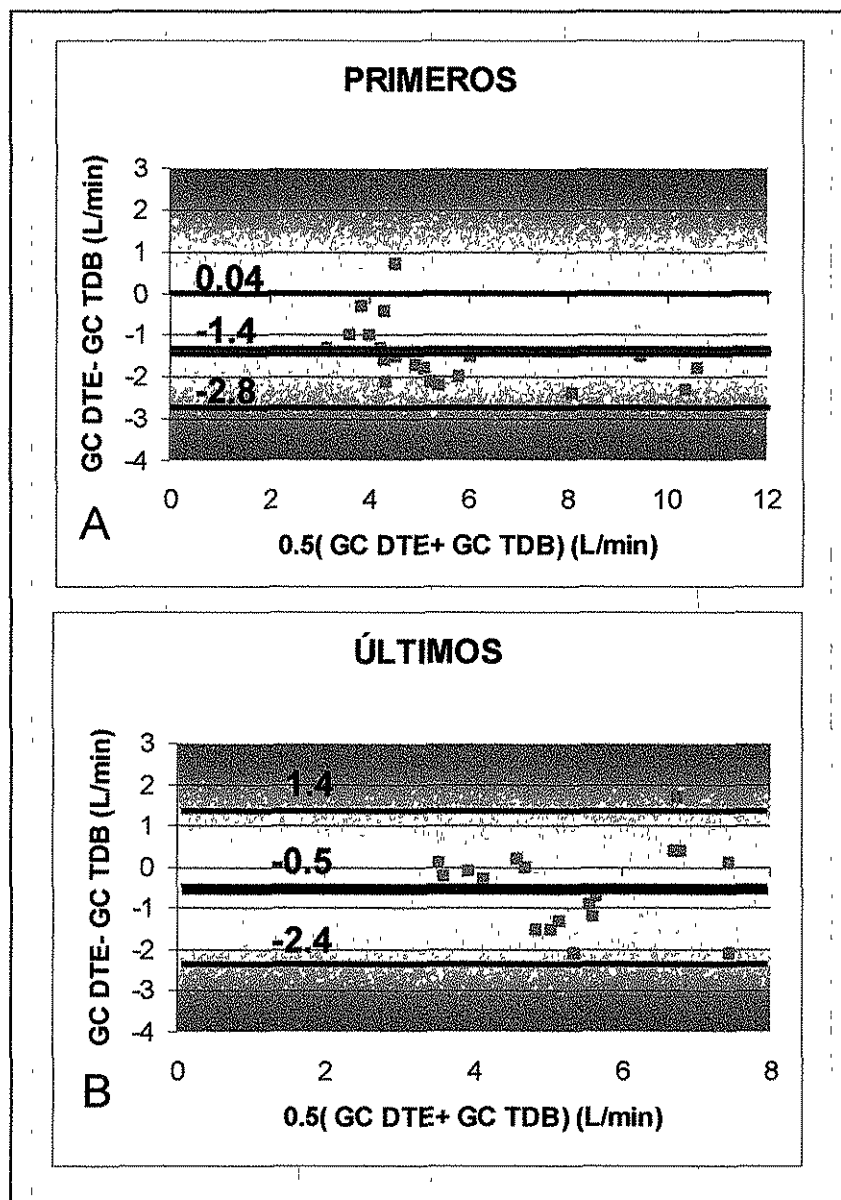 PRIMEROS
GC DTE- GC TDB (L/min)
3
2
1
0
-1
-2
-3
-4
0.04
-1.4
-2.8
0 2 4 6 8 10 12
0.5( GC DTE+ GC TDB) (L/min)
A
ÚLTIMOS
GC DTE- GC TDB (L/min)
3
2
1
0
-1
-2
-3
-4
1.4
-0.5
-2.4
0 2 4 6 8
0.5( GC DTE+ GC TDB) (L/min)
B